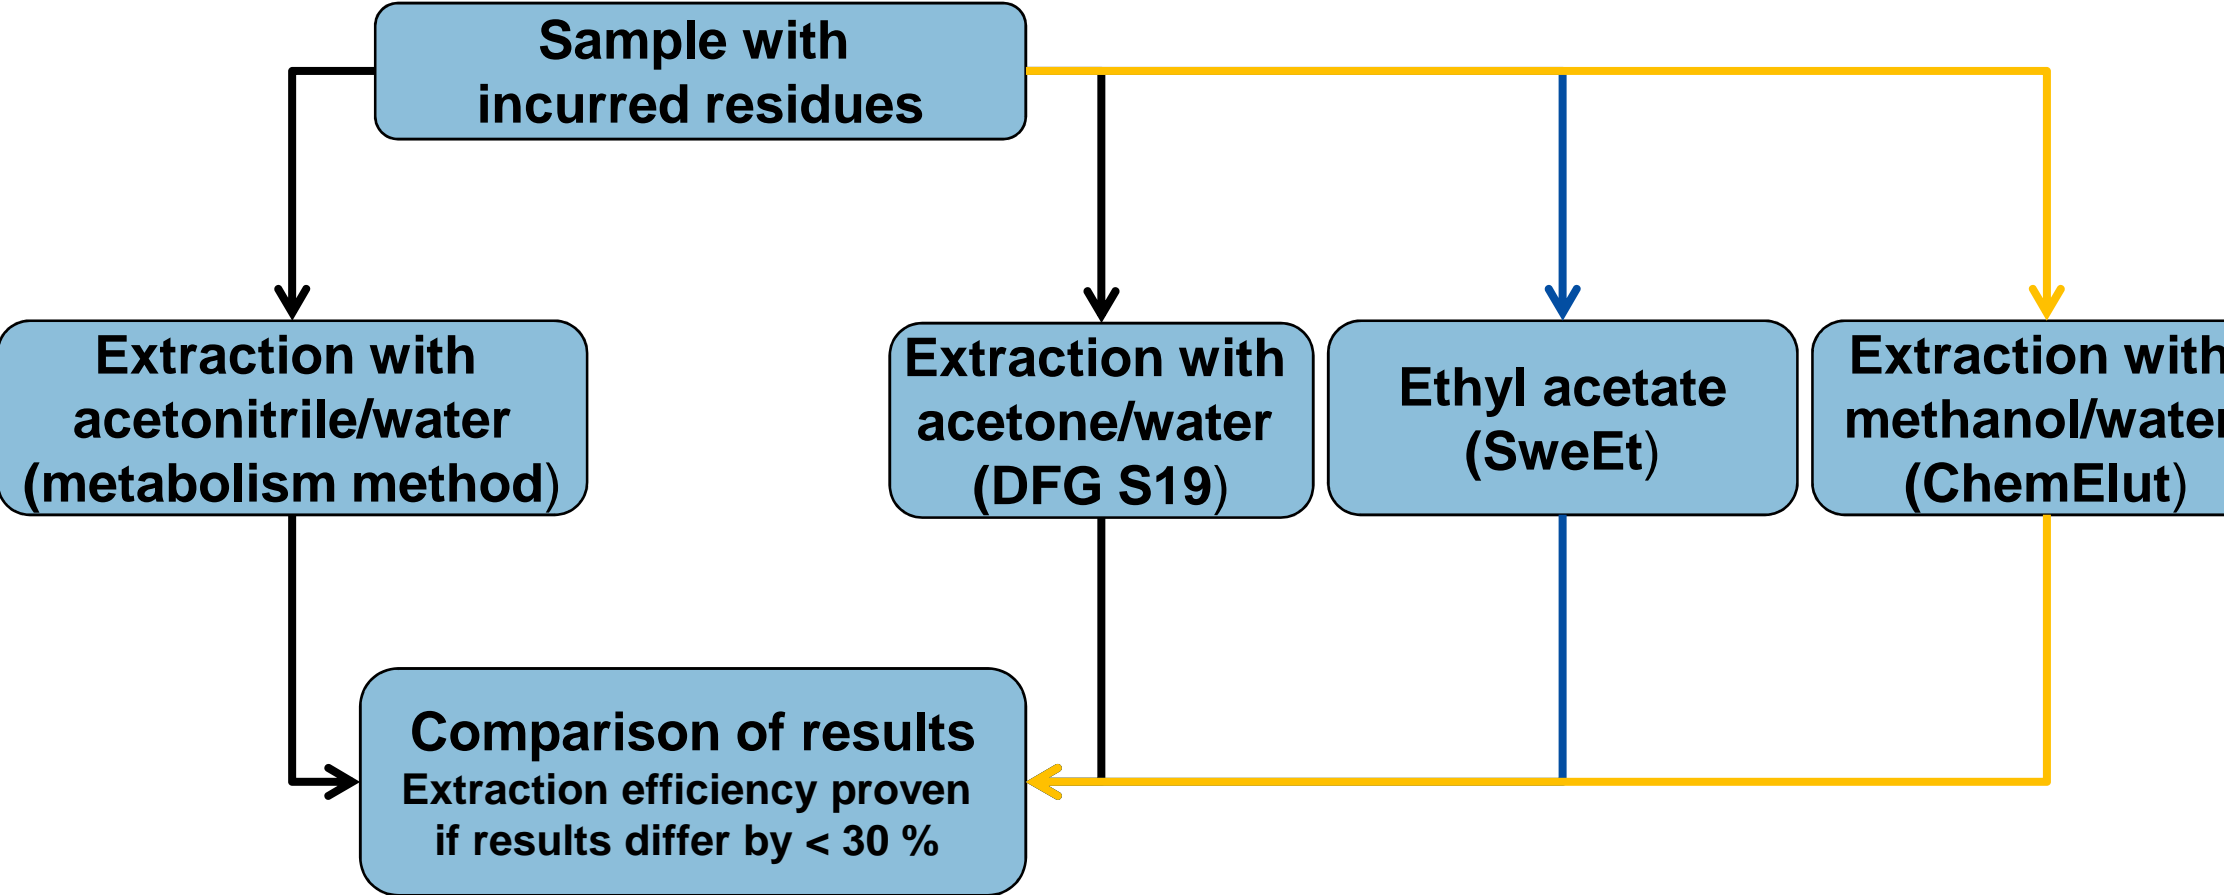 Sample with
incurred residues
Extraction with
acetonitrile/water
(metabolism method)
Extraction with
acetone/water
(DFG S19)
Ethyl acetate
(SweEt)
Extraction with
methanol/water
(ChemElut)
Comparison of results
Extraction efficiency proven
if results differ by < 30 %